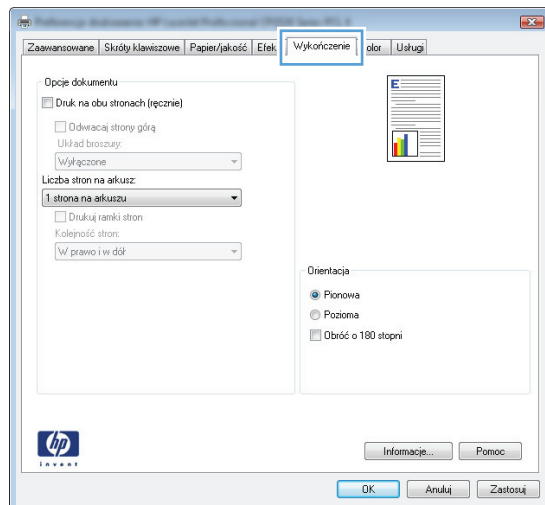 Zaawansowane Skróty klawiszowe Papier/jakość Efek Wykończenie olor Usługi
Opcje dokumentu
Druk na obu stronach (ręcznie)
Odwracaj strony górą
Układ broszury:
Wyłączone
Liczba stron na arkusz:
1 strona na arkuszu
Drukuj ramki stron
Kolejność stron:
W prawo i w dół
E
Orientacja
Pionowa
Pozioma
Obróć o 180 stopni
hp
invent
Informacje... Pomoc
OK Anuluj Zastosuj